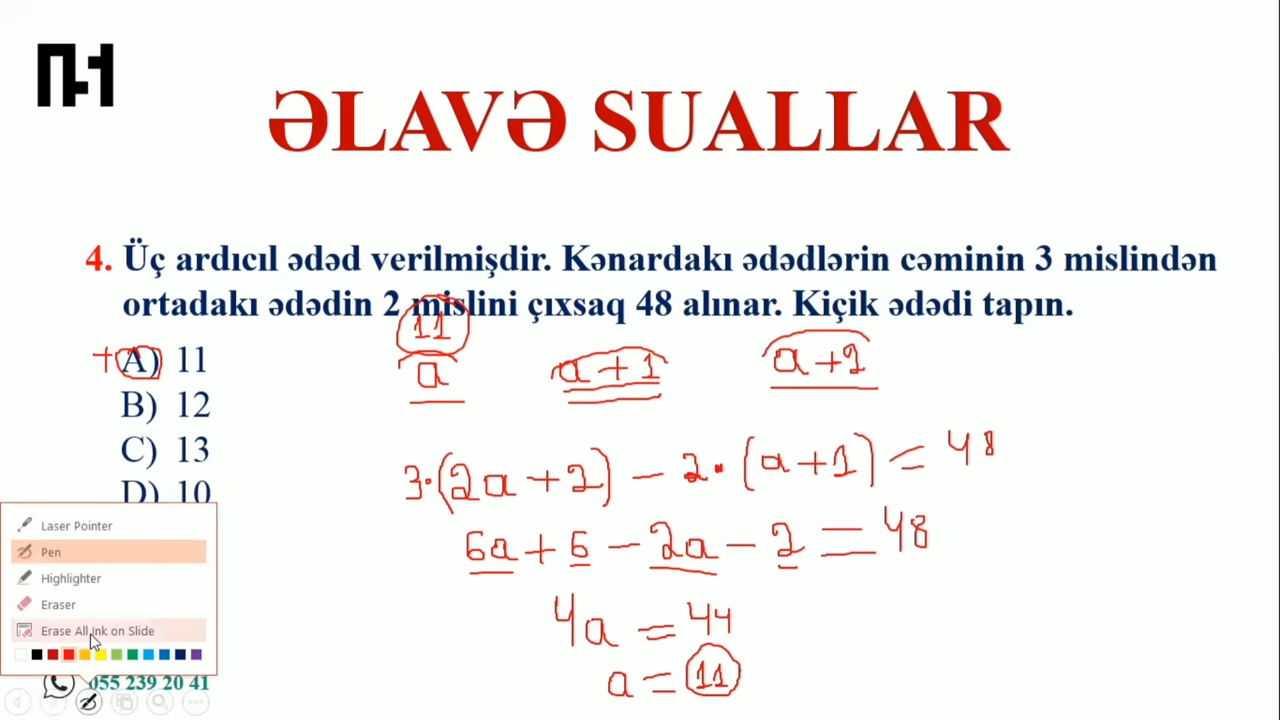 ƏLAVƏ SUALLAR
4. Üç ardıcıl ədəd verilmişdir. Kənardakı ədədlərin cəminin 3 mislindən
ortadakı ədədin 2 mislini çıxsaq 48 alınar. Kiçik ədədi tapın.
11
+ A) 11
a a + 1 a + 2
B) 12
C) 13
3·(2a + 2) - 2·(a + 1) = 48
D) 10
6a + 6 - 2a - 2 = 48
4a = 44
a = 11
Laser Pointer
Pen
Highlighter
Eraser
Erase All Ink on Slide
055 239 20 41